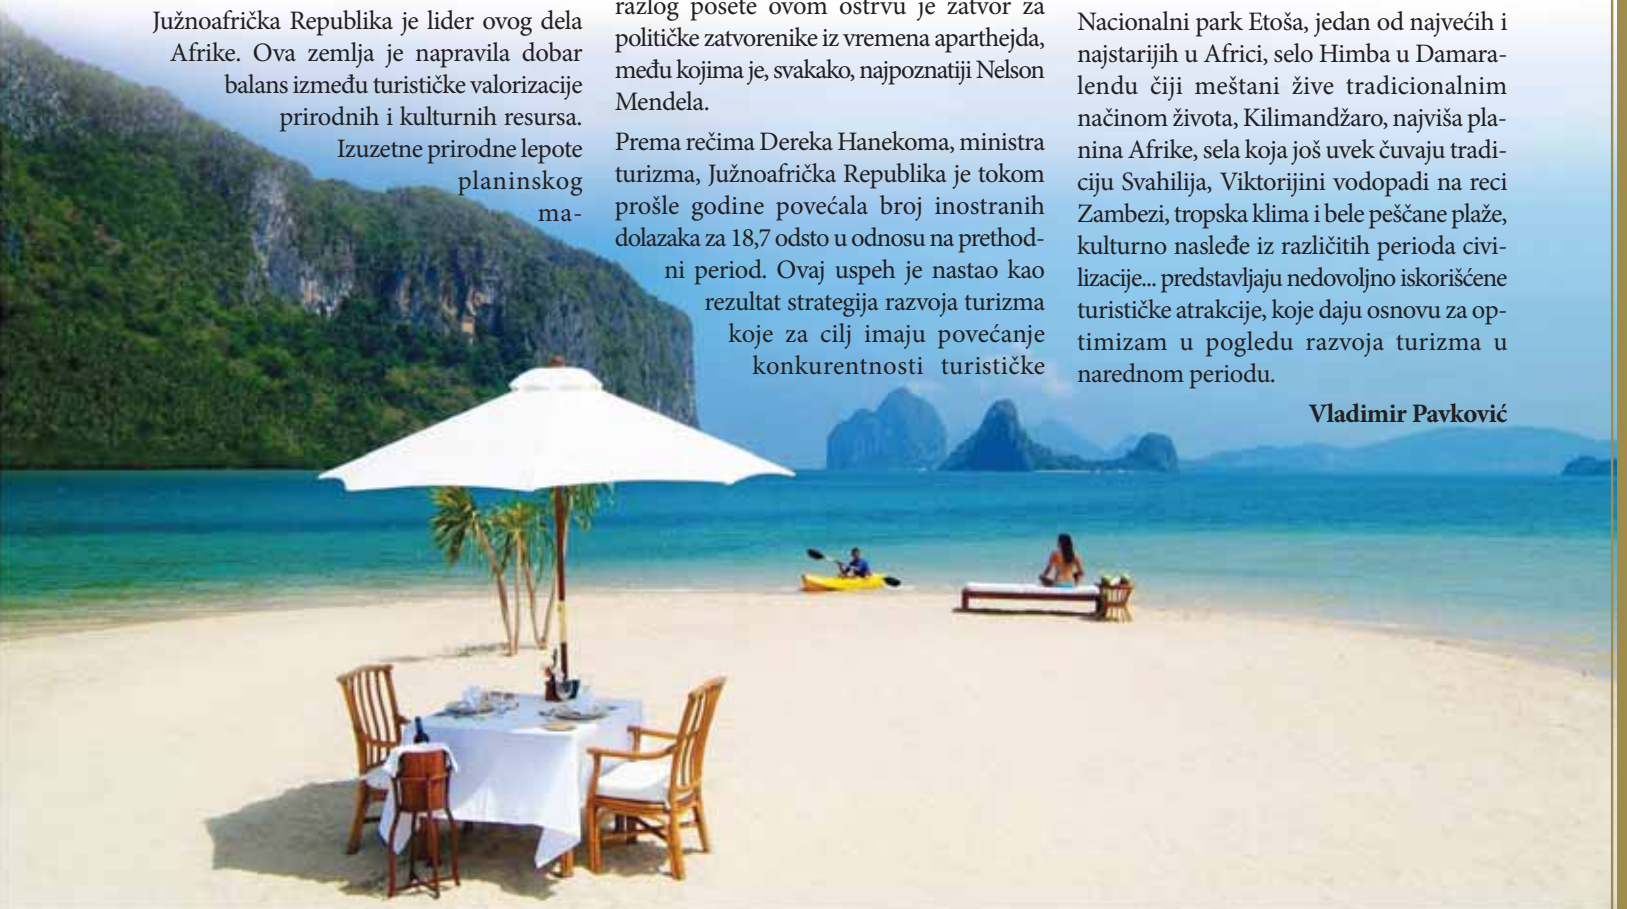 Južnoafrička Republika je lider ovog dela
Afrike. Ova zemlja je napravila dobar
balans između turističke valorizacije
prirodnih i kulturnih resursa.
Izuzetne prirodne lepote
planinskog
ma-
razlog posete ovom ostrvu je zatvor za
političke zatvorenike iz vremena aparthejda,
među kojima je, svakako, najpoznatiji Nelson
Mendela.
Prema rečima Dereka Hanekoma, ministra
turizma, Južnoafrička Republika je tokom
prošle godine povećala broj inostranih
dolazaka za 18,7 odsto u odnosu na prethod-
ni period. Ovaj uspeh je nastao kao
rezultat strategija razvoja turizma
koje za cilj imaju povećanje
konkurentnosti turističke
Nacionalni park Etoša, jedan od najvećih i
najstarijih u Africi, selo Himba u Damara-
lendu čiji meštani žive tradicionalnim
načinom života, Kilimandžaro, najviša pla-
nina Afrike, sela koja još uvek čuvaju tradi-
ciju Svahilija, Viktorijini vodopadi na reci
Zambezi, tropska klima i bele peščane plaže,
kulturno nasleđe iz različitih perioda civi-
lizacije... predstavljaju nedovoljno iskorišćene
turističke atrakcije, koje daju osnovu za op-
timizam u pogledu razvoja turizma u
narednom periodu.
Vladimir Pavković